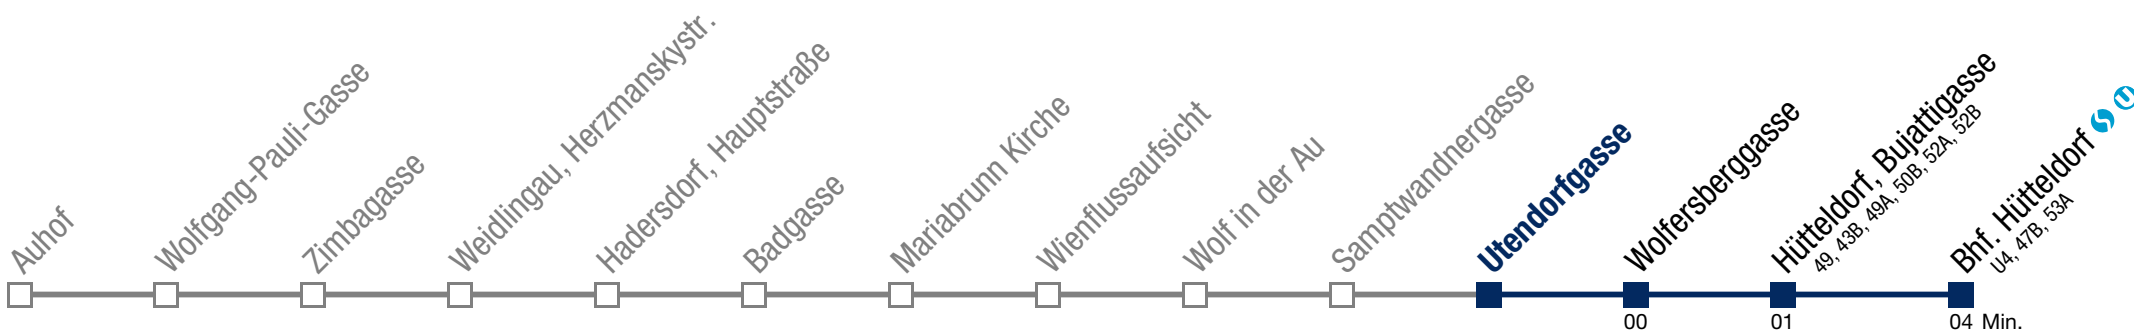 Auhof
Wolfgang-Pauli-Gasse
Zimbagasse
Weidlingau, Herzmanskystr.
Hadersdorf, Hauptstraße
Badgasse
Mariabrunn Kirche
Wienflussaufsicht
Wolf in der Au
Samptwandnergasse
Utendorfgasse
Wolfersberggasse
Hütteldorf, Bujattigasse
49, 43B, 49A, 50B, 52A, 52B
Bhf. Hütteldorf S U
U4, 47B, 53A
00 01 04 Min.